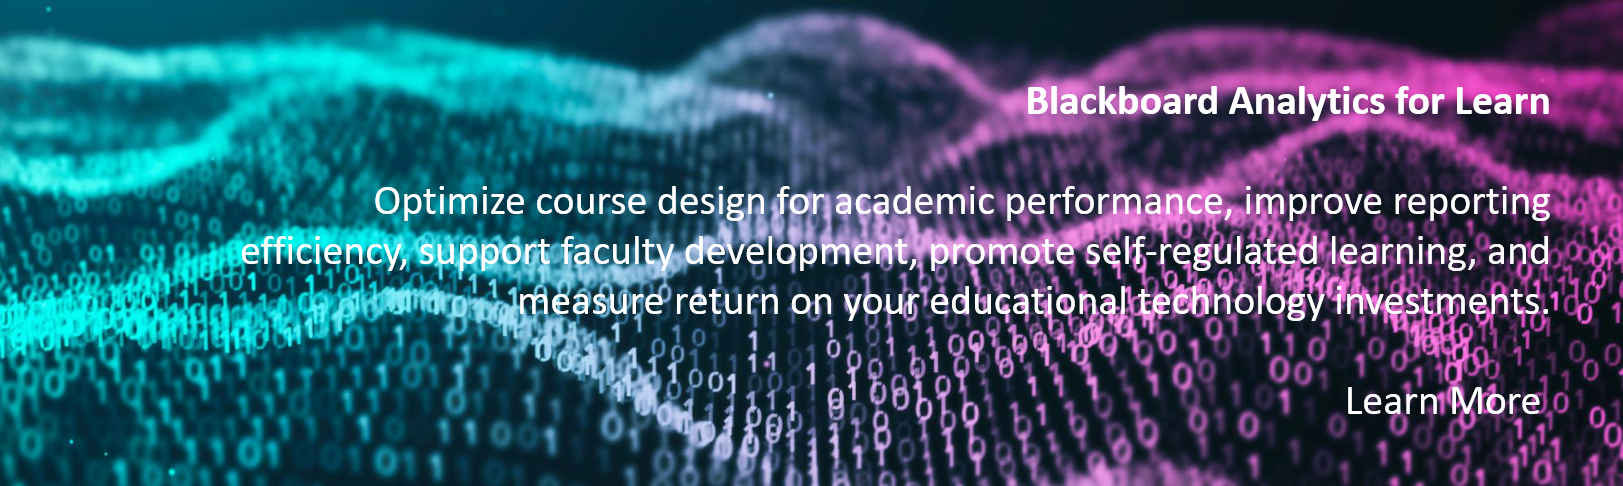 Blackboard Analytics for Learn
Optimize course design for academic performance, improve reporting
efficiency, support faculty development, promote self-regulated learning, and
measure return on your educational technology investments.
Learn More